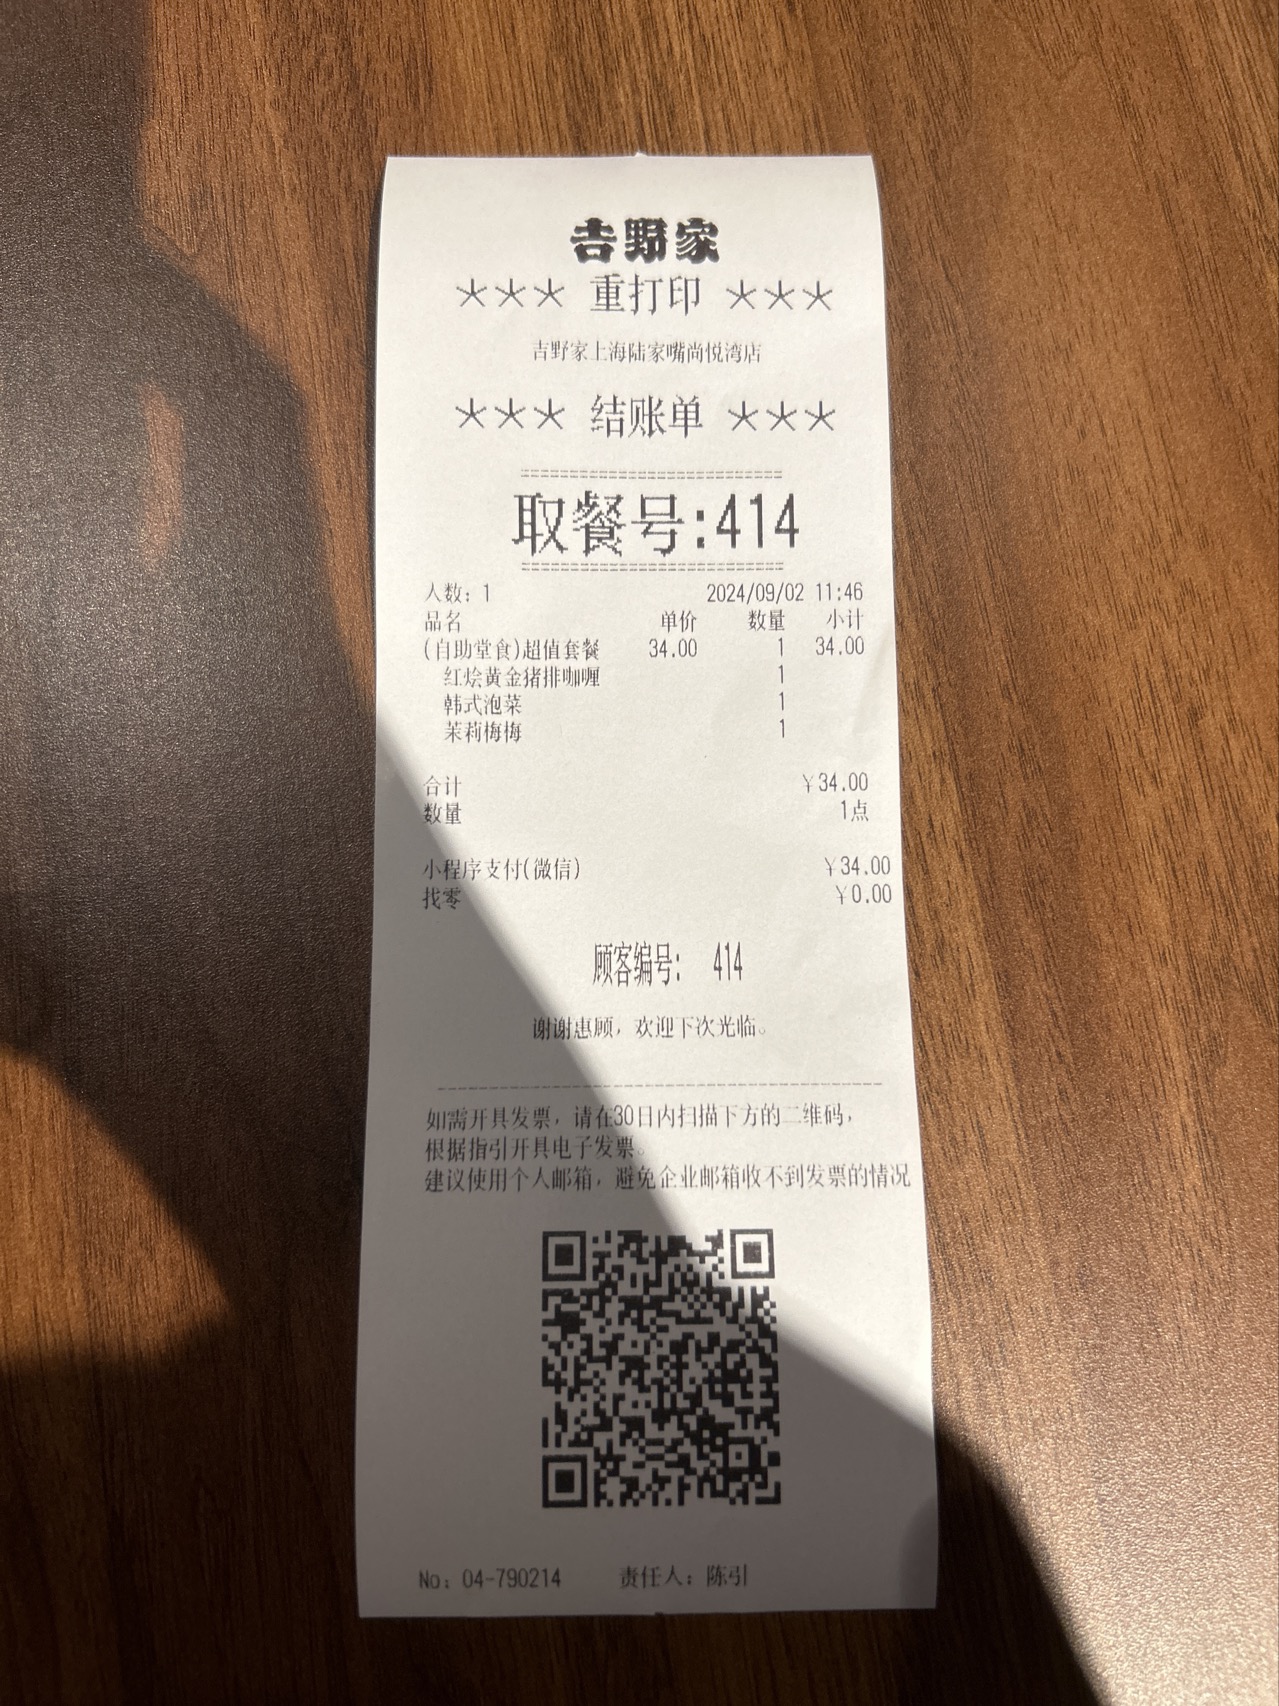 吉野家
*** 重打印 ***
吉野家上海陆家嘴尚悦湾店
*** 结账单 ***
==============================
取餐号:414
==============================
人数: 1 2024/09/02 11:46
品名 单价 数量 小计
(自助堂食)超值套餐 34.00 1 34.00
红烩黄金猪排咖喱 1
韩式泡菜 1
茉莉梅梅 1
合计 ¥34.00
数量 1点
小程序支付(微信) ¥34.00
找零 ¥0.00
顾客编号: 414
谢谢惠顾，欢迎下次光临。
------------------------------------------------
如需开具发票，请在30日内扫描下方的二维码，
根据指引开具电子发票。
建议使用个人邮箱，避免企业邮箱收不到发票的情况
No: 04-790214 责任人: 陈引